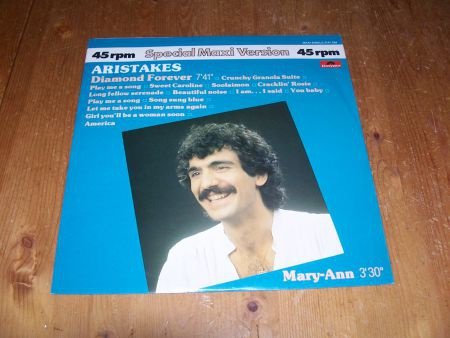 45 rpm Special Maxi Version 45 rpm
ARISTAKES
Diamond Forever 7'41" :: Crunchy Granola Suite ::
Play me a song :: Sweet Caroline :: Soolaimon :: Cracklin' Rosie ::
Long fellow serenade :: Beautiful noise :: I am... I said :: You baby ::
Play me a song :: Song sung blue ::
Let me take you in my arms again ::
Girl you'll be a woman soon ::
America
Mary-Ann 3'30"